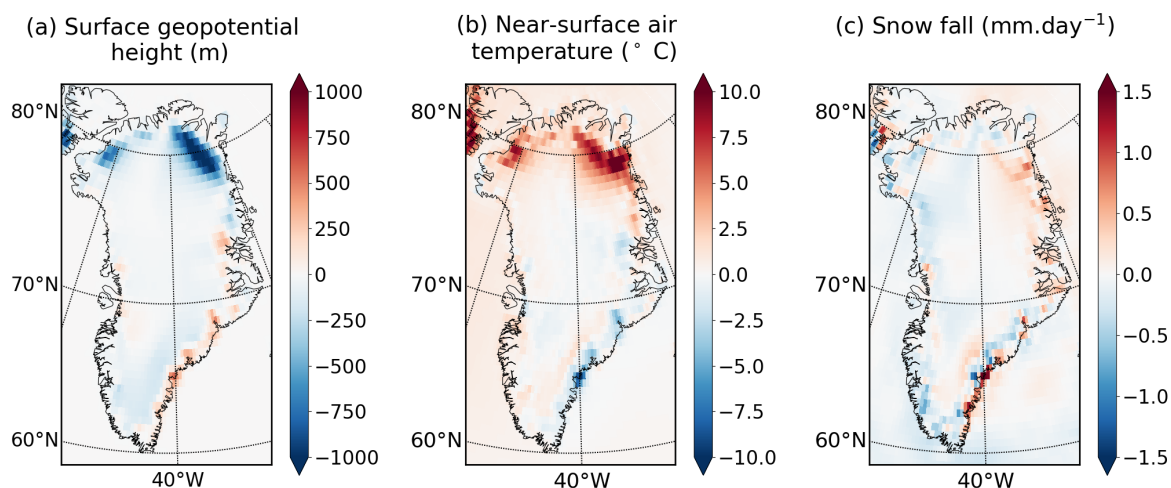 (a) Surface geopotential
height (m)
80°N
70°N
60°N
40°W
1000
750
500
250
0
−250
−500
−750
−1000
(b) Near-surface air
temperature (° C)
80°N
70°N
60°N
40°W
10.0
7.5
5.0
2.5
0.0
−2.5
−5.0
−7.5
−10.0
(c) Snow fall (mm.day⁻¹)
80°N
70°N
60°N
40°W
1.5
1.0
0.5
0.0
−0.5
−1.0
−1.5